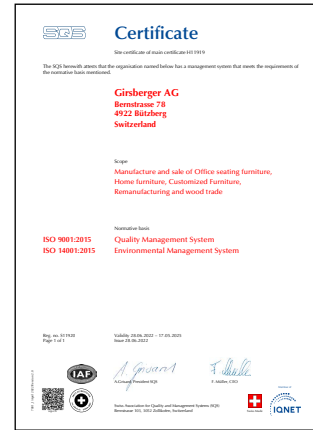 SQS
Certificate
Site certificate of main certificate H11919
The SQS herewith attests that the organisation named below has a management system that meets the requirements of
the normative basis mentioned.
Girsberger AG
Bernstrasse 78
4922 Bützberg
Switzerland
Scope
Manufacture and sale of Office seating furniture,
Home furniture, Customized Furniture,
Remanufacturing and wood trade
Normative basis
ISO 9001:2015 Quality Management System
ISO 14001:2015 Environmental Management System
Reg. no. S11920
Page 1 of 1
Validity 28.06.2022 – 17.03.2025
Issue 28.06.2022
IAF
A. Grisard, President SQS
F. Müller, CEO
Swiss Association for Quality and Management Systems (SQS)
Bernstrasse 103, 3052 Zollikofen, Switzerland
IQNET